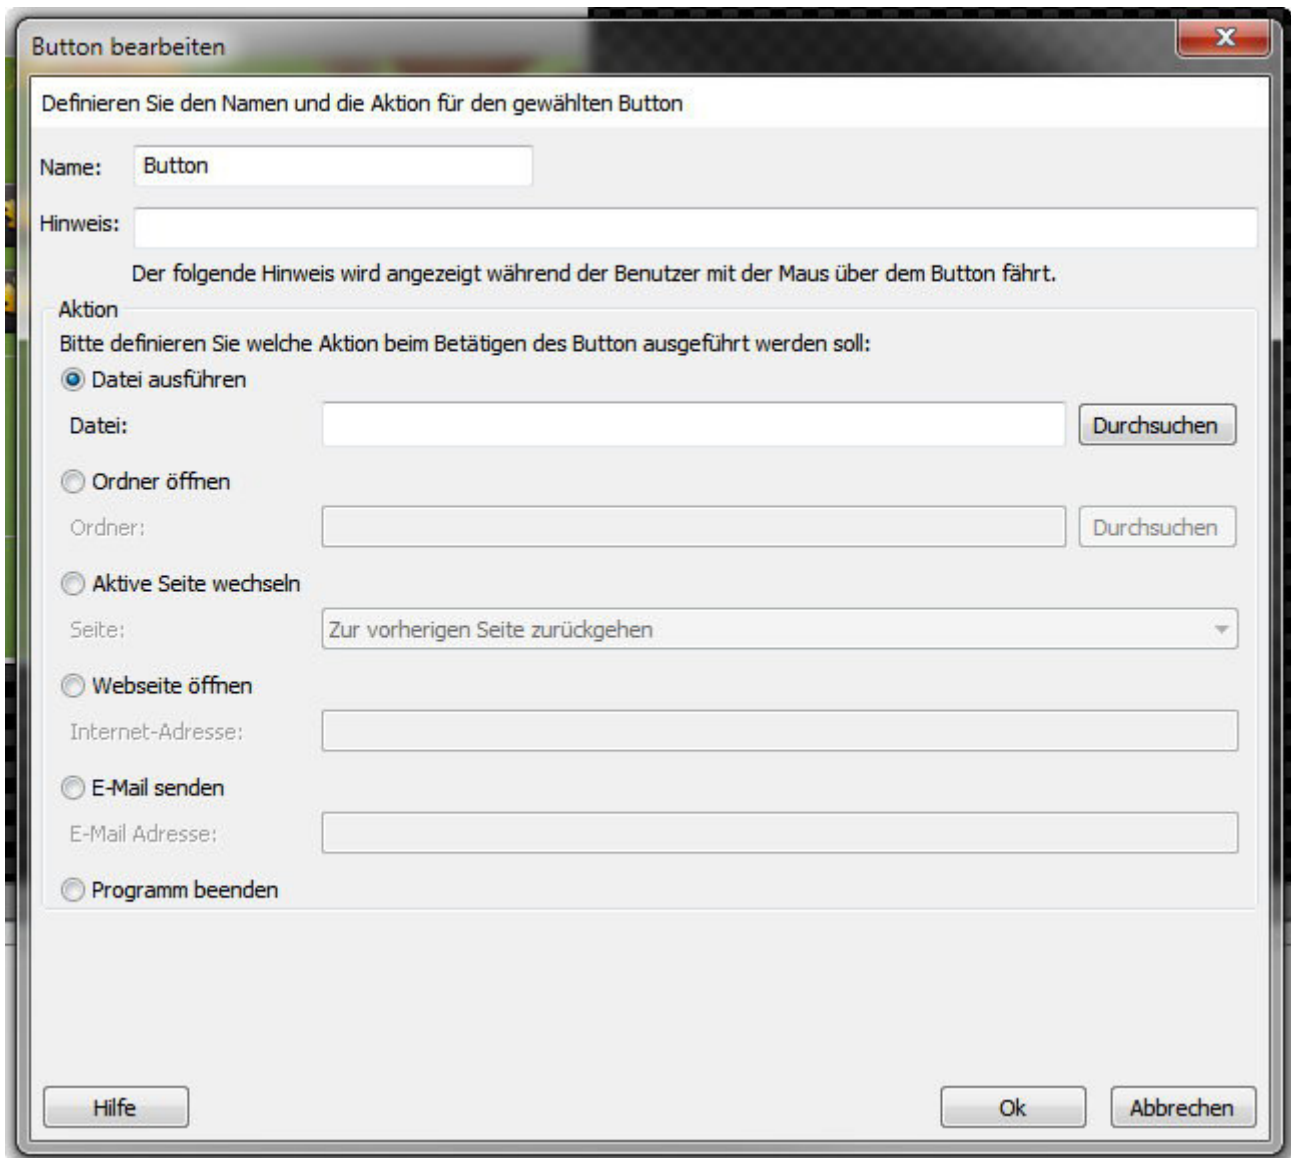 Button bearbeiten
Definieren Sie den Namen und die Aktion für den gewählten Button
Name: Button
Hinweis:
Der folgende Hinweis wird angezeigt während der Benutzer mit der Maus über dem Button fährt.
Aktion
Bitte definieren Sie welche Aktion beim Betätigen des Button ausgeführt werden soll:
Datei ausführen
Datei: Durchsuchen
Ordner öffnen
Ordner: Durchsuchen
Aktive Seite wechseln
Seite: Zur vorherigen Seite zurückgehen
Webseite öffnen
Internet-Adresse:
E-Mail senden
E-Mail Adresse:
Programm beenden
Hilfe Ok Abbrechen